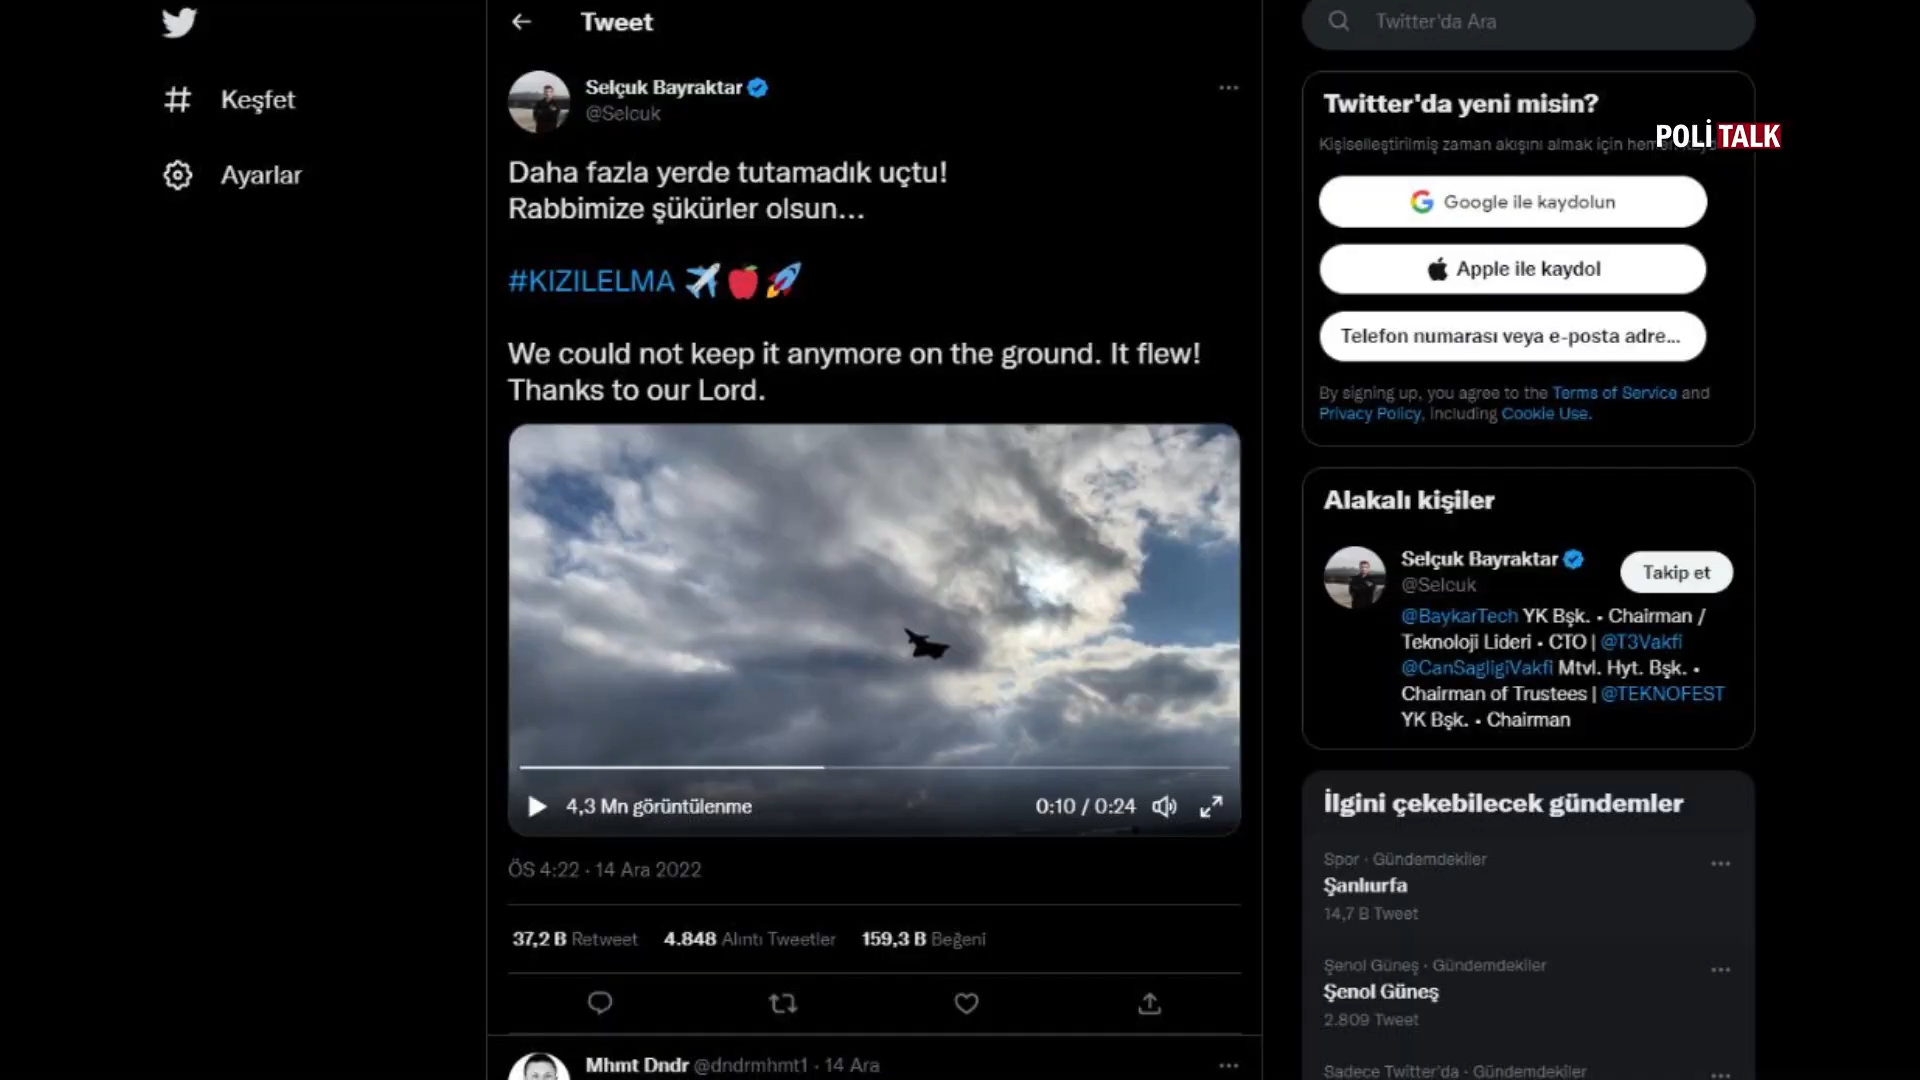 Tweet
Twitter'da Ara
Keşfet
Ayarlar
Selçuk Bayraktar
@Selcuk
Daha fazla yerde tutamadık uçtu!
Rabbimize şükürler olsun...
#KIZILELMA
We could not keep it anymore on the ground. It flew!
Thanks to our Lord.
4,3 Mn görüntülenme
0:10 / 0:24
ÖS 4:22 · 14 Ara 2022
37,2 B Retweet 4.848 Alıntı Tweetler 159,3 B Beğeni
Mhmt Dndr @dndrmhmt1 · 14 Ara
Twitter'da yeni misin?
POLİTALK
Kişiselleştirilmiş zaman akışını almak için
Google ile kaydolun
Apple ile kaydol
Telefon numarası veya e-posta adre...
By signing up, you agree to the Terms of Service and
Privacy Policy, including Cookie Use.
Alakalı kişiler
Selçuk Bayraktar
@Selcuk
Takip et
@BaykarTech YK Bşk. • Chairman /
Teknoloji Lideri • CTO | @T3Vakfi
@CanSagligiVakfi Mtvl. Hyt. Bşk. •
Chairman of Trustees | @TEKNOFEST
YK Bşk. • Chairman
İlgini çekebilecek gündemler
Spor · Gündemdekiler
Şanlıurfa
14,7 B Tweet
Şenol Güneş · Gündemdekiler
Şenol Güneş
2.809 Tweet
Sadece Twitter'da · Gündemdekiler